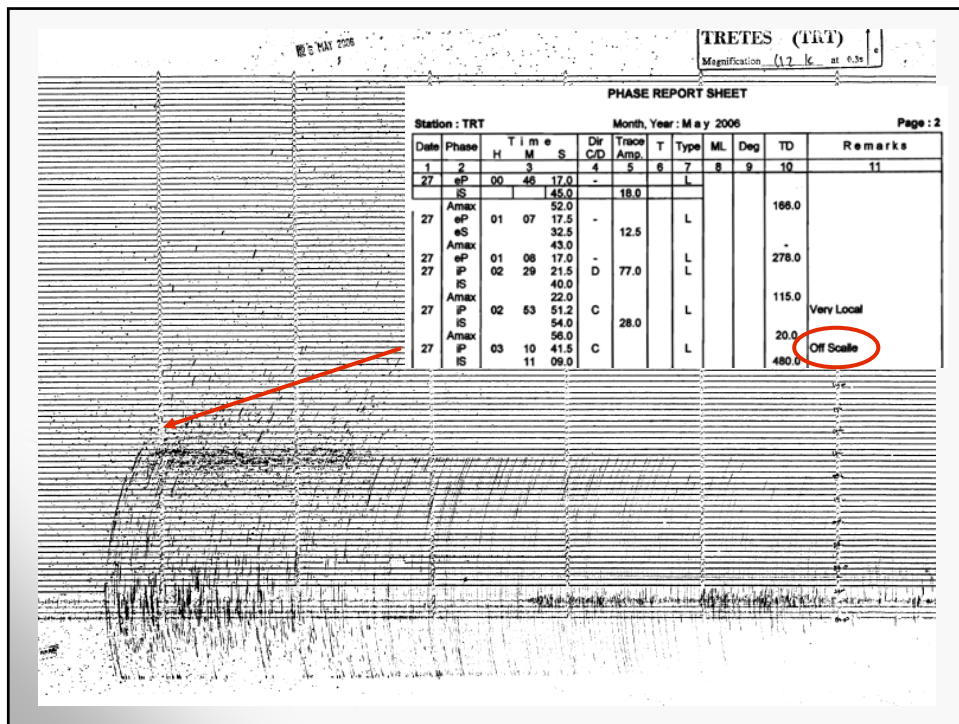 MAY 2006
TRETES (TRT)
Magnification 12 k at 0.3s
PHASE REPORT SHEET
Station : TRT Month, Year : M a y 2006 Page : 2
Date Phase T i m e Dir Trace T Type ML Deg TD R e m a r k s
H M S C/D Amp.
1 2 3 4 5 6 7 8 9 10 11
27 eP 00 46 17.0 - L
iS 45.0 18.0
Amax 52.0 166.0
27 eP 01 07 17.5 - L
eS 32.5 12.5
Amax 43.0 -
27 eP 01 08 17.0 - L 278.0
27 iP 02 29 21.5 D 77.0 L
iS 40.0
Amax 22.0 115.0
27 iP 02 53 51.2 C L Very Local
iS 54.0 28.0
Amax 56.0 20.0
27 iP 03 10 41.5 C L Off Scalle
iS 11 09.0 480.0